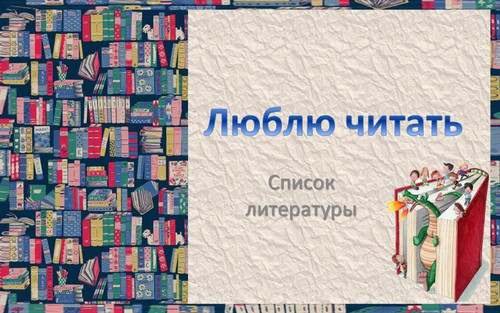 Люблю читать
Список
литературы